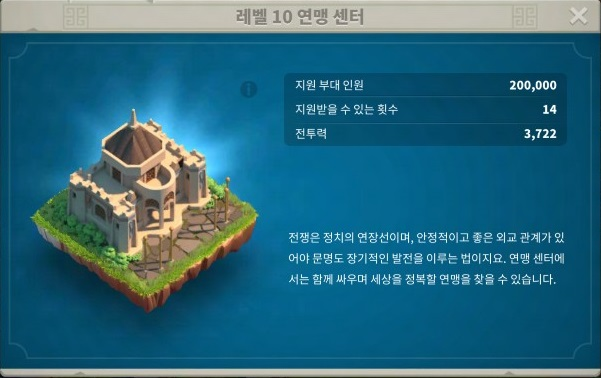 레벨 10 연맹 센터
지원 부대 인원 200,000
지원받을 수 있는 횟수 14
전투력 3,722
전쟁은 정치의 연장선이며, 안정적이고 좋은 외교 관계가 있
어야 문명도 장기적인 발전을 이루는 법이지요. 연맹 센터에
서는 함께 싸우며 세상을 정복할 연맹을 찾을 수 있습니다.